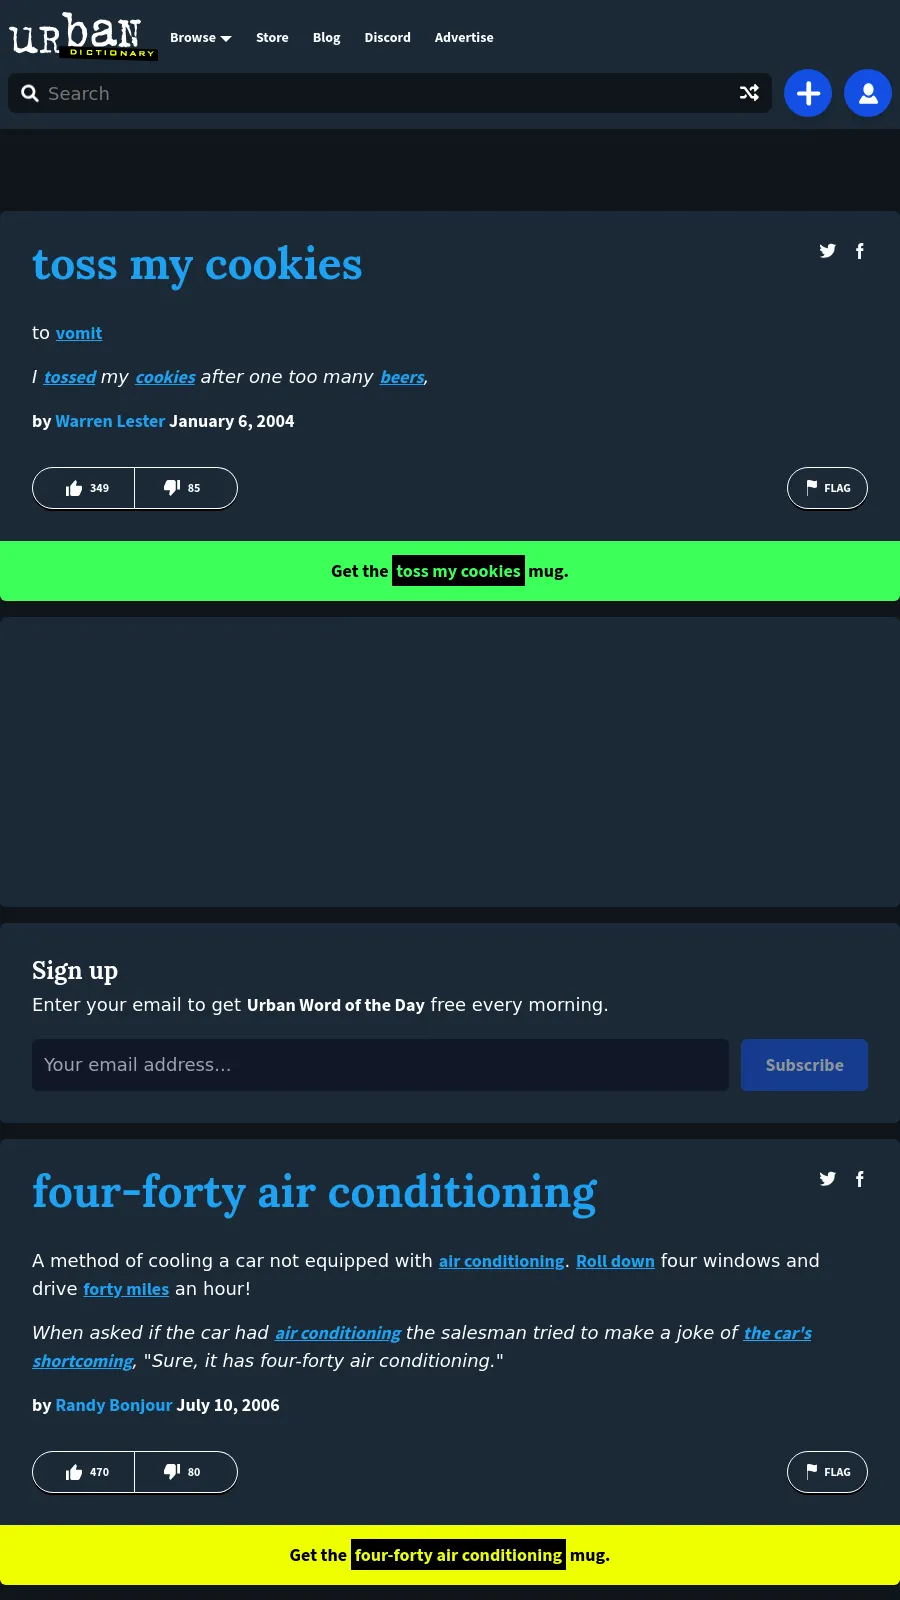 urban
DICTIONARY
Browse Store Blog Discord Advertise
Search
toss my cookies
to vomit
I tossed my cookies after one too many beers,
by Warren Lester January 6, 2004
349 85 FLAG
Get the toss my cookies mug.
Sign up
Enter your email to get Urban Word of the Day free every morning.
Your email address... Subscribe
four-forty air conditioning
A method of cooling a car not equipped with air conditioning. Roll down four windows and
drive forty miles an hour!
When asked if the car had air conditioning the salesman tried to make a joke of the car's
shortcoming, "Sure, it has four-forty air conditioning."
by Randy Bonjour July 10, 2006
470 80 FLAG
Get the four-forty air conditioning mug.